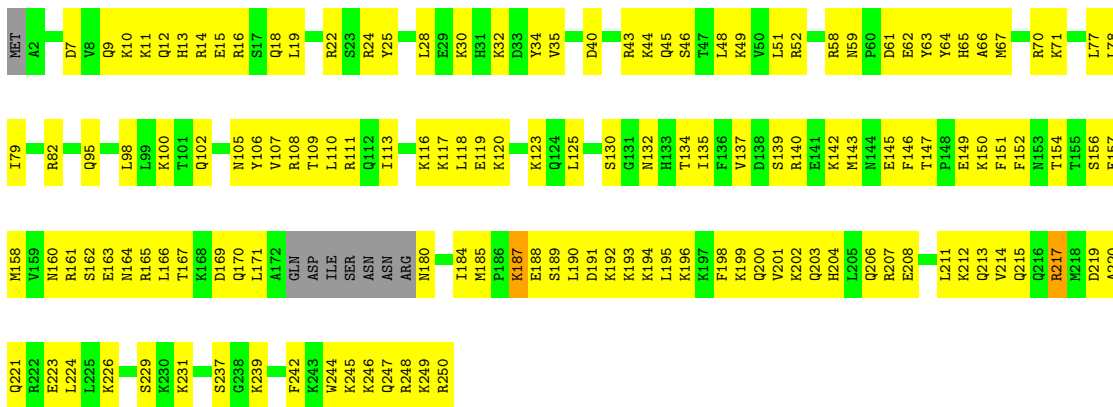 MET A2 D7 V8 Q9 K10 K11 Q12 H13 R14 E15 R16 S17 Q18 L19 R22 S23 R24 Y25 L28 E29 K30 H31 K32 D33 Y34 V35 D40 R43 K44 Q45 S46 T47 L48 K49 V50 L51 R52 R58 N59 P60 D61 E62 Y63 Y64 H65 A66 M67 R70 K71 L77
I79 R82 Q95 L98 L99 K100 T101 Q102 N105 Y106 V107 R108 T109 L110 R111 Q112 I113 K116 K117 L118 E119 K120 K123 Q124 L125 S130 G131 N132 H133 T134 I135 F136 V137 D138 S139 R140 E141 K142 M143 N144 E145 F146 T147 P148 E149 K150 F151 F152 N153 T154 T155 S156
M158 V159 N160 R161 S162 E163 N164 R165 L166 T167 K168 D169 Q170 L171 A172 GLN ASP ILE SER ASN ASN ARG N180 I184 M185 P186 K187 E188 S189 L190 D191 K192 K193 K194 L195 K196 K197 F198 K199 Q200 V201 K202 Q203 H204 L205 Q206 R207 E208 L211 K212 Q213 V214 Q215 Q216 R217 M218 D219
Q221 R222 E223 L224 L225 K226 S229 K230 K231 S237 G238 K239 F242 K243 W244 K245 K246 Q247 R248 K249 R250